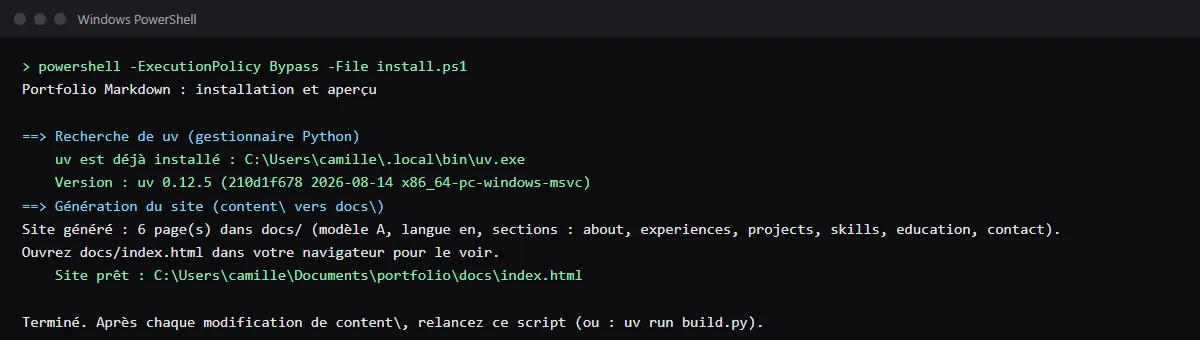 Windows PowerShell
> powershell -ExecutionPolicy Bypass -File install.ps1
Portfolio Markdown : installation et aperçu
==> Recherche de uv (gestionnaire Python)
uv est déjà installé : C:\Users\camille\.local\bin\uv.exe
Version : uv 0.12.5 (210d1f678 2026-08-14 x86_64-pc-windows-msvc)
==> Génération du site (content\ vers docs\)
Site généré : 6 page(s) dans docs/ (modèle A, langue en, sections : about, experiences, projects, skills, education, contact).
Ouvrez docs/index.html dans votre navigateur pour le voir.
Site prêt : C:\Users\camille\Documents\portfolio\docs\index.html
Terminé. Après chaque modification de content\, relancez ce script (ou : uv run build.py).